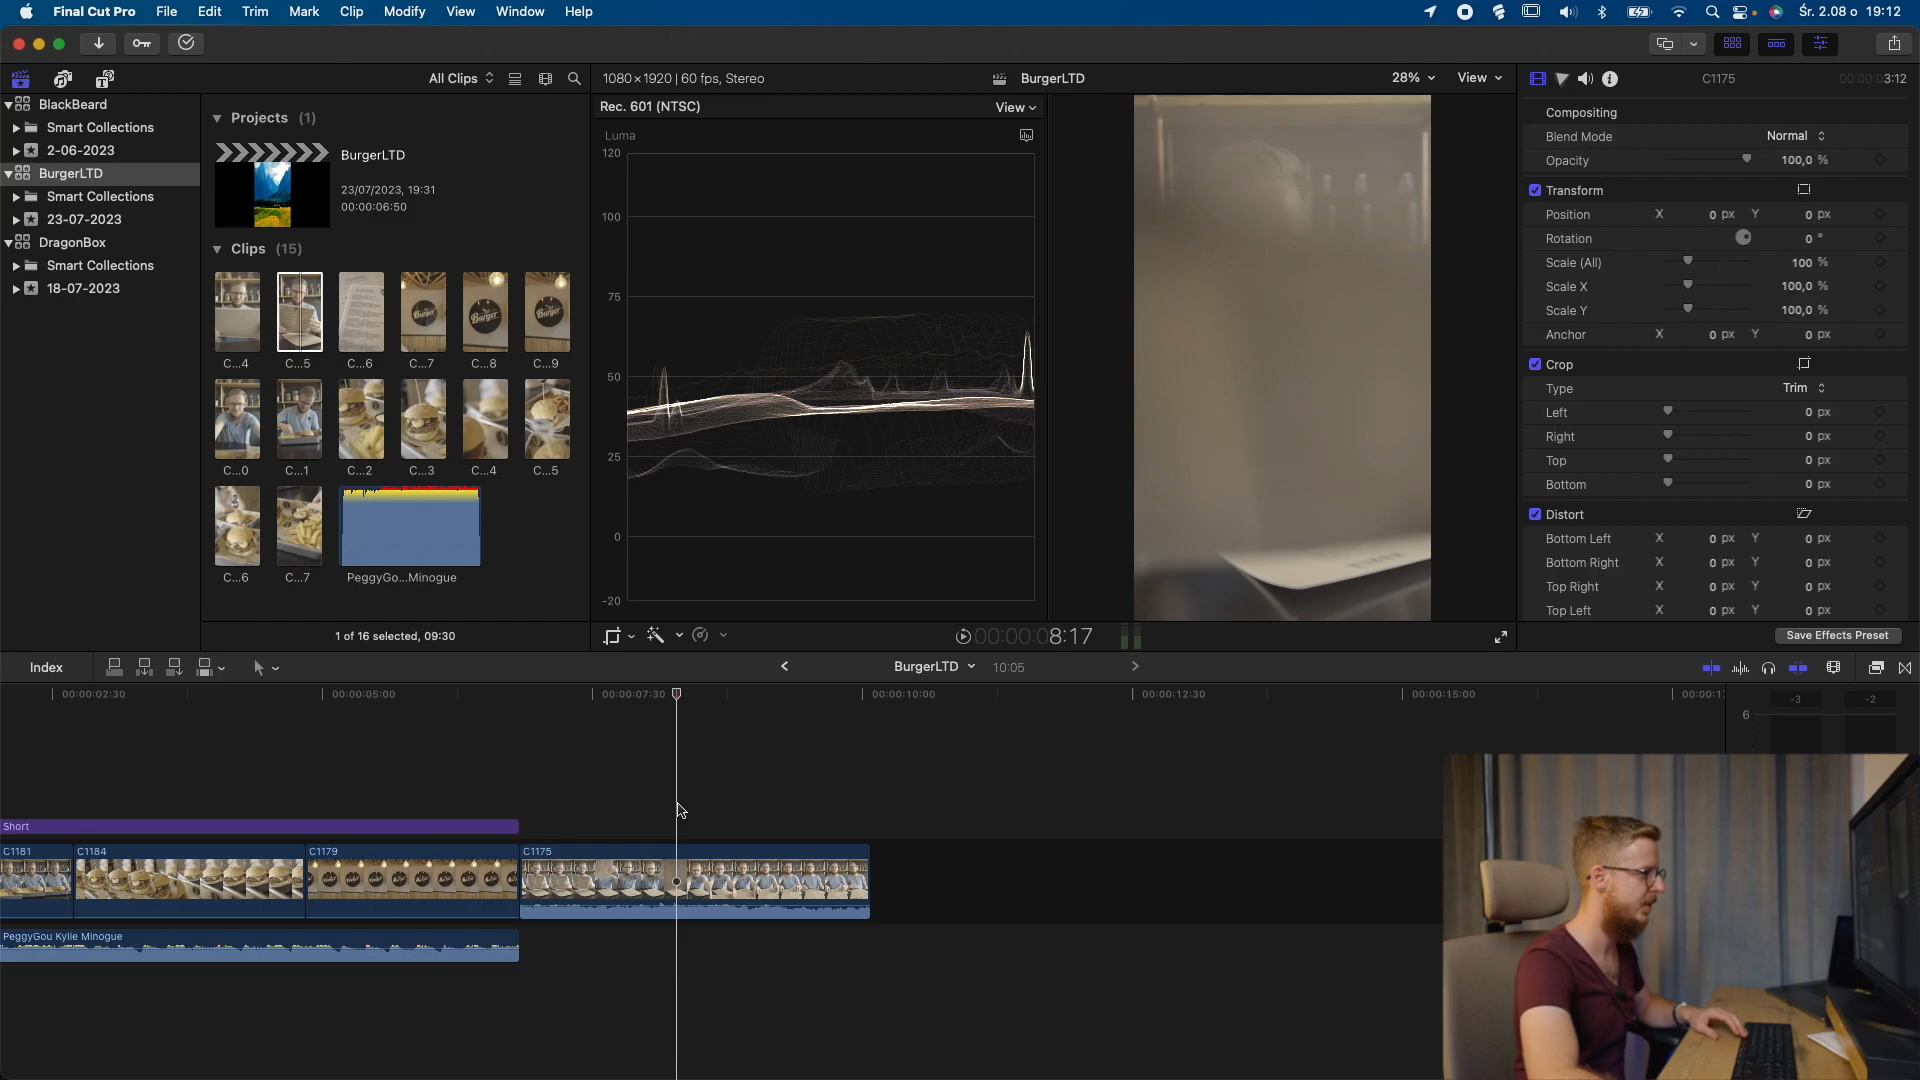 Final Cut Pro File Edit Trim Mark Clip Modify View Window Help Śr. 2.08 o 19:12
All Clips 1080×1920 | 60 fps, Stereo BurgerLTD 28% View C1175 00:00:03:12
BlackBeard
Smart Collections
2-06-2023
BurgerLTD
Smart Collections
23-07-2023
DragonBox
Smart Collections
18-07-2023
Projects (1)
BurgerLTD
23/07/2023, 19:31
00:00:06:50
Clips (15)
C...4 C...5 C...6 C...7 C...8 C...9
C...0 C...1 C...2 C...3 C...4 C...5
C...6 C...7 PeggyGo...Minogue
1 of 16 selected, 09:30
Rec. 601 (NTSC) View
Luma
120
100
75
50
25
0
-20
00:00:08:17
Compositing
Blend Mode Normal
Opacity 100,0 %
Transform
Position X 0 px Y 0 px
Rotation 0 °
Scale (All) 100 %
Scale X 100,0 %
Scale Y 100,0 %
Anchor X 0 px Y 0 px
Crop
Type Trim
Left 0 px
Right 0 px
Top 0 px
Bottom 0 px
Distort
Bottom Left X 0 px Y 0 px
Bottom Right X 0 px Y 0 px
Top Right X 0 px Y 0 px
Top Left X 0 px Y 0 px
Save Effects Preset
Index BurgerLTD 10:05
00:00:02:30 00:00:05:00 00:00:07:30 00:00:10:00 00:00:12:30 00:00:15:00 00:00:1
-3 -2
6
Short
C1181 C1184 C1179 C1175
PeggyGou Kylie Minogue